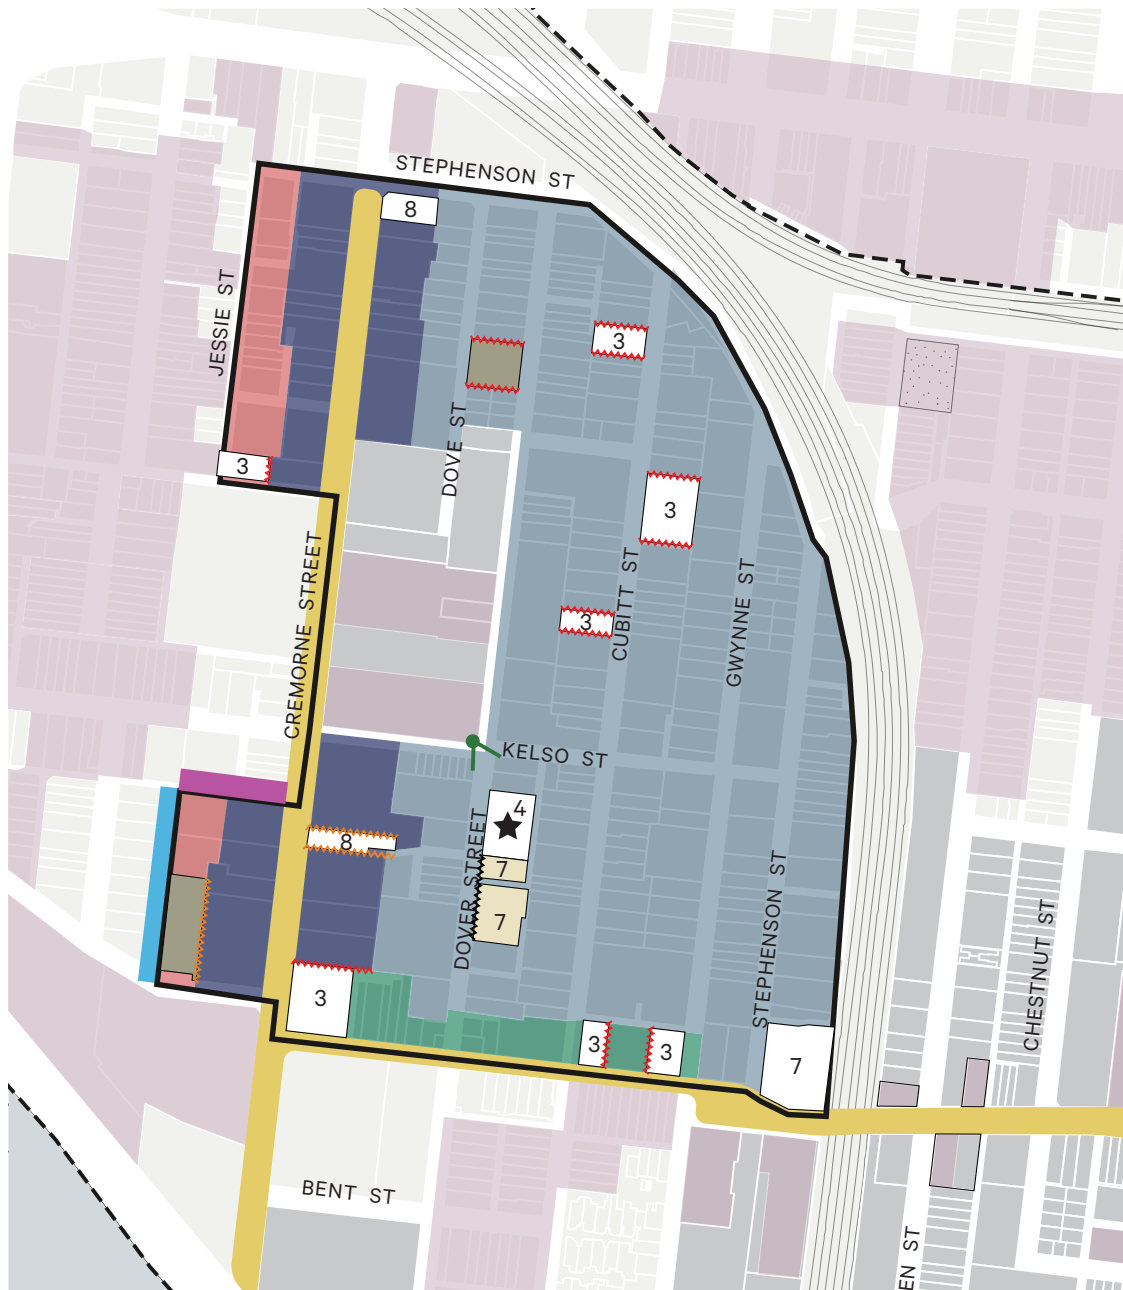 STEPHENSON ST
8
JESSIE ST
3
3
DOVE ST
3
CREMORNE STREET
CUBITT ST
3
GWYNNE ST
KELSO ST
4
8
7
DOVER STREET
7
STEPHENSON ST
CHESTNUT ST
3
3
3
7
BENT ST
EN ST